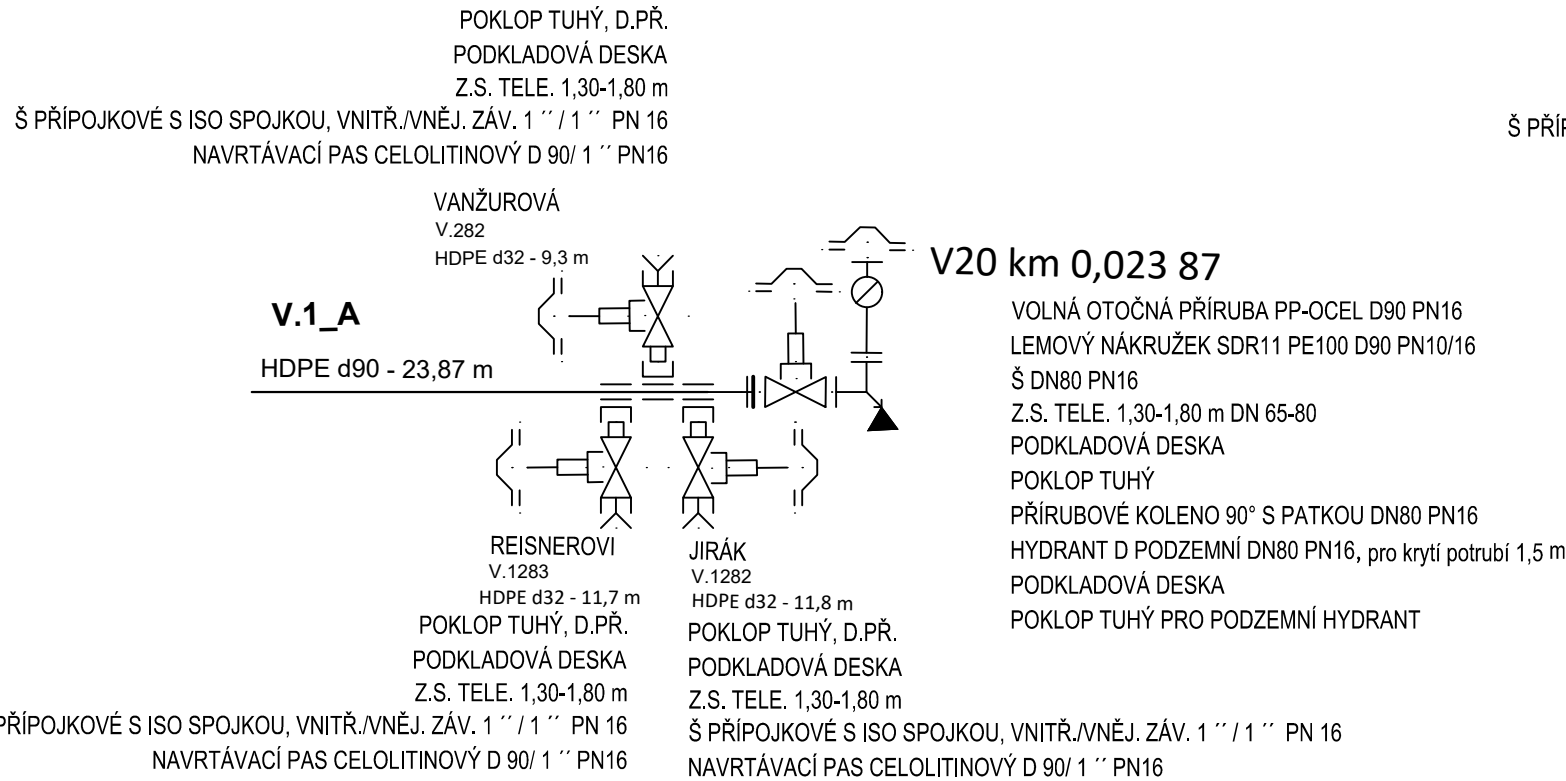 POKLOP TUHÝ, D.PŘ.
PODKLADOVÁ DESKA
Z.S. TELE. 1,30-1,80 m
Š PŘÍPOJKOVÉ S ISO SPOJKOU, VNITŘ./VNĚJ. ZÁV. 1 ´´ / 1 ´´ PN 16
NAVRTÁVACÍ PAS CELOLITINOVÝ D 90/ 1 ´´ PN16
Š PŘÍP
VANŽUROVÁ
V.282
HDPE d32 - 9,3 m
V.1_A
HDPE d90 - 23,87 m
V20 km 0,023 87
VOLNÁ OTOČNÁ PŘÍRUBA PP-OCEL D90 PN16
LEMOVÝ NÁKRUŽEK SDR11 PE100 D90 PN10/16
Š DN80 PN16
Z.S. TELE. 1,30-1,80 m DN 65-80
PODKLADOVÁ DESKA
POKLOP TUHÝ
PŘÍRUBOVÉ KOLENO 90° S PATKOU DN80 PN16
HYDRANT D PODZEMNÍ DN80 PN16, pro krytí potrubí 1,5 m
PODKLADOVÁ DESKA
POKLOP TUHÝ PRO PODZEMNÍ HYDRANT
REISNEROVI
V.1283
HDPE d32 - 11,7 m
POKLOP TUHÝ, D.PŘ.
PODKLADOVÁ DESKA
Z.S. TELE. 1,30-1,80 m
PŘÍPOJKOVÉ S ISO SPOJKOU, VNITŘ./VNĚJ. ZÁV. 1 ´´ / 1 ´´ PN 16
NAVRTÁVACÍ PAS CELOLITINOVÝ D 90/ 1 ´´ PN16
JIRÁK
V.1282
HDPE d32 - 11,8 m
POKLOP TUHÝ, D.PŘ.
PODKLADOVÁ DESKA
Z.S. TELE. 1,30-1,80 m
Š PŘÍPOJKOVÉ S ISO SPOJKOU, VNITŘ./VNĚJ. ZÁV. 1 ´´ / 1 ´´ PN 16
NAVRTÁVACÍ PAS CELOLITINOVÝ D 90/ 1 ´´ PN16